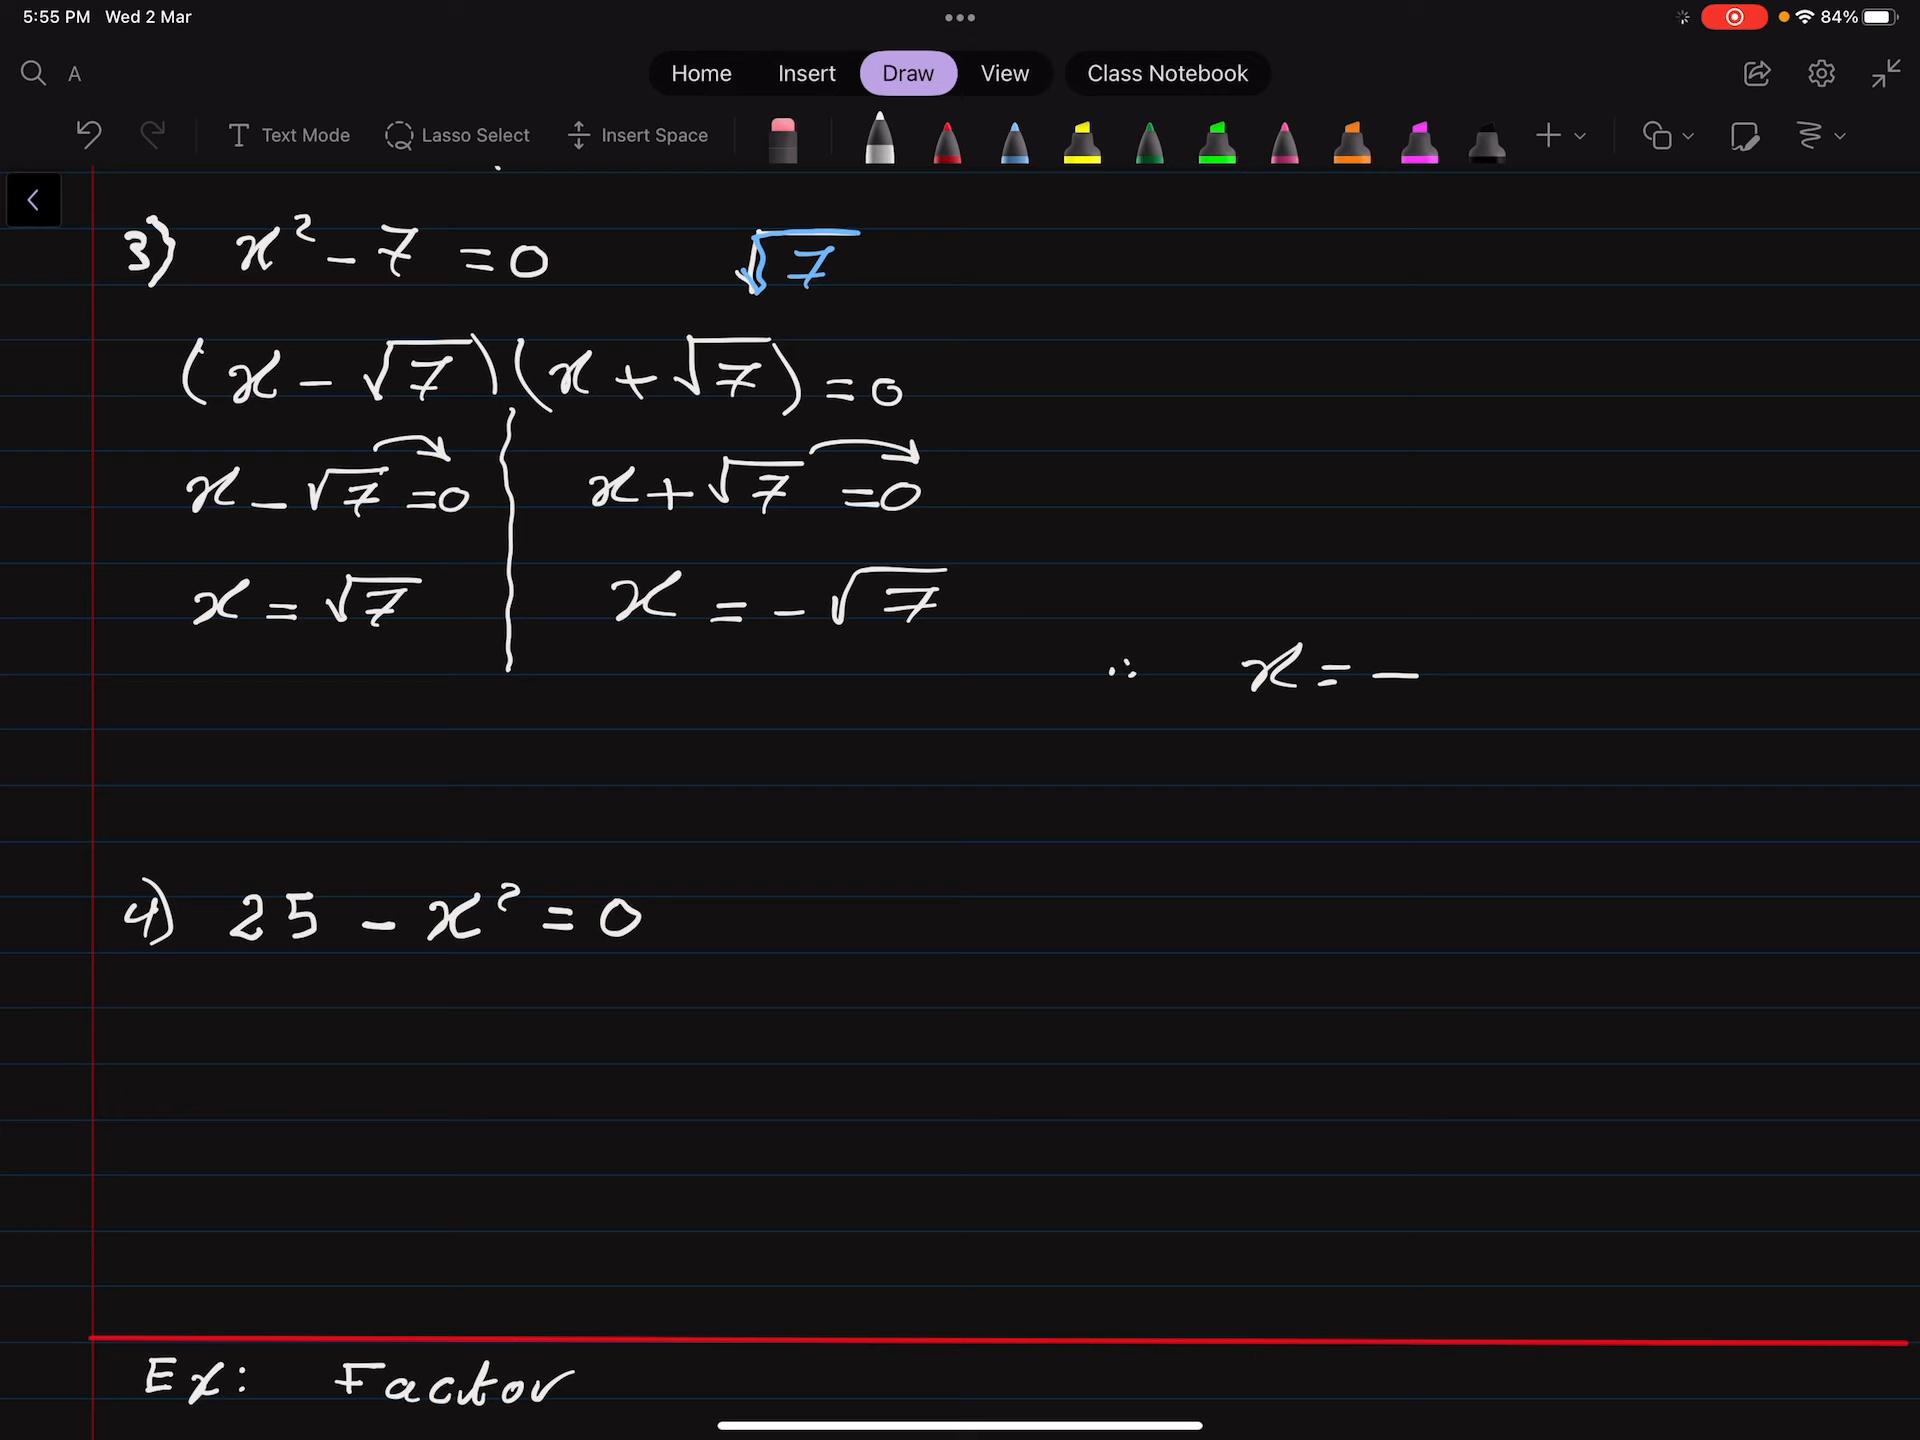 5:55 PM Wed 2 Mar
84%
A Home Insert Draw View Class Notebook
Text Mode Lasso Select Insert Space
3) x² - 7 = 0 √7
(x - √7)(x + √7) = 0
x - √7 = 0 x + √7 = 0
x = √7 x = - √7
∴ x = -
4) 25 - x² = 0
Ex: Factor